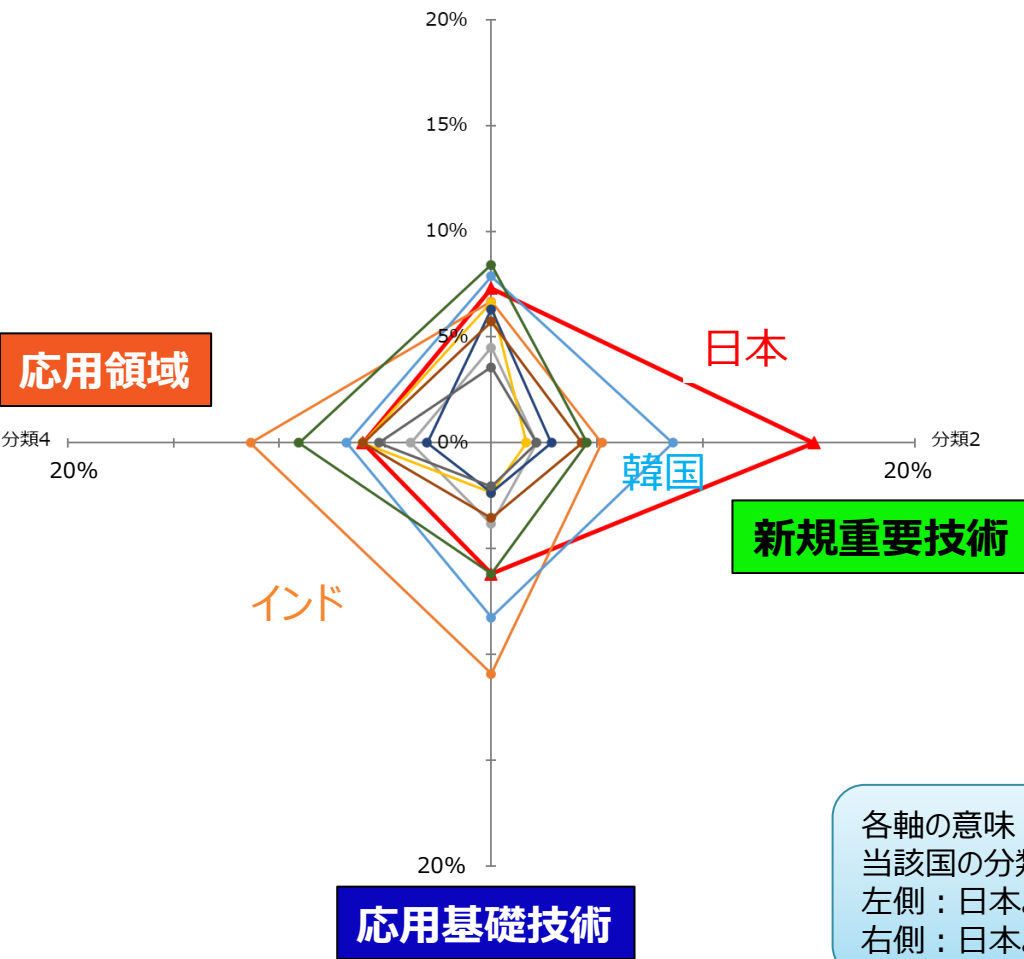 20%
15%
10%
日本
5%
応用領域
分類4
0%
分類2
20%
韓国
20%
新規重要技術
インド
20%
各軸の意味
当該国の分類
左側：日本
右側：日本
応用基礎技術